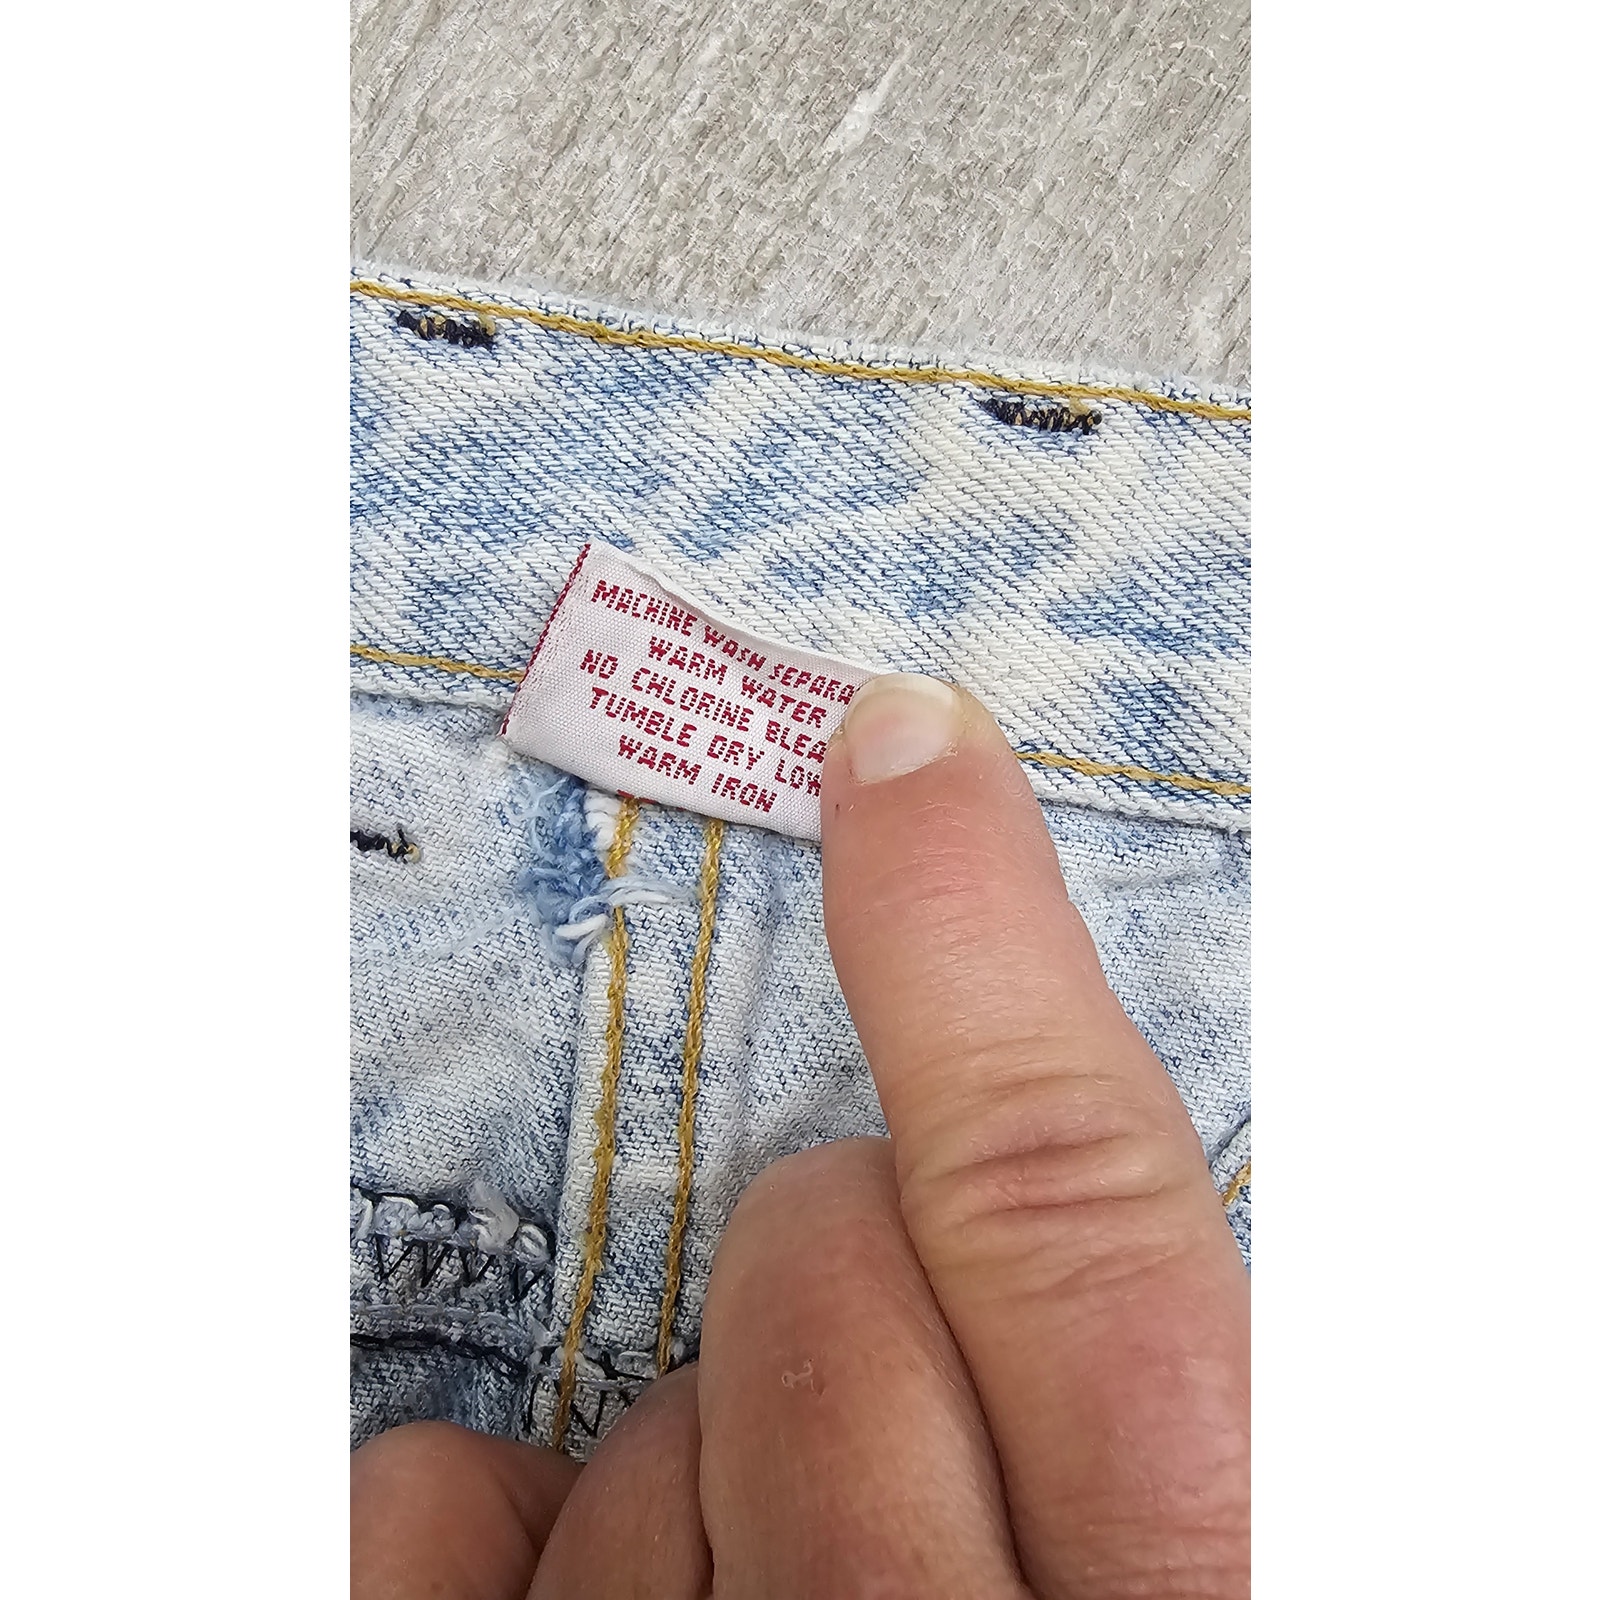 MACHINE WASH SEPARA
WARM WATER
NO CHLORINE BLEA
TUMBLE DRY LOW
WARM IRON